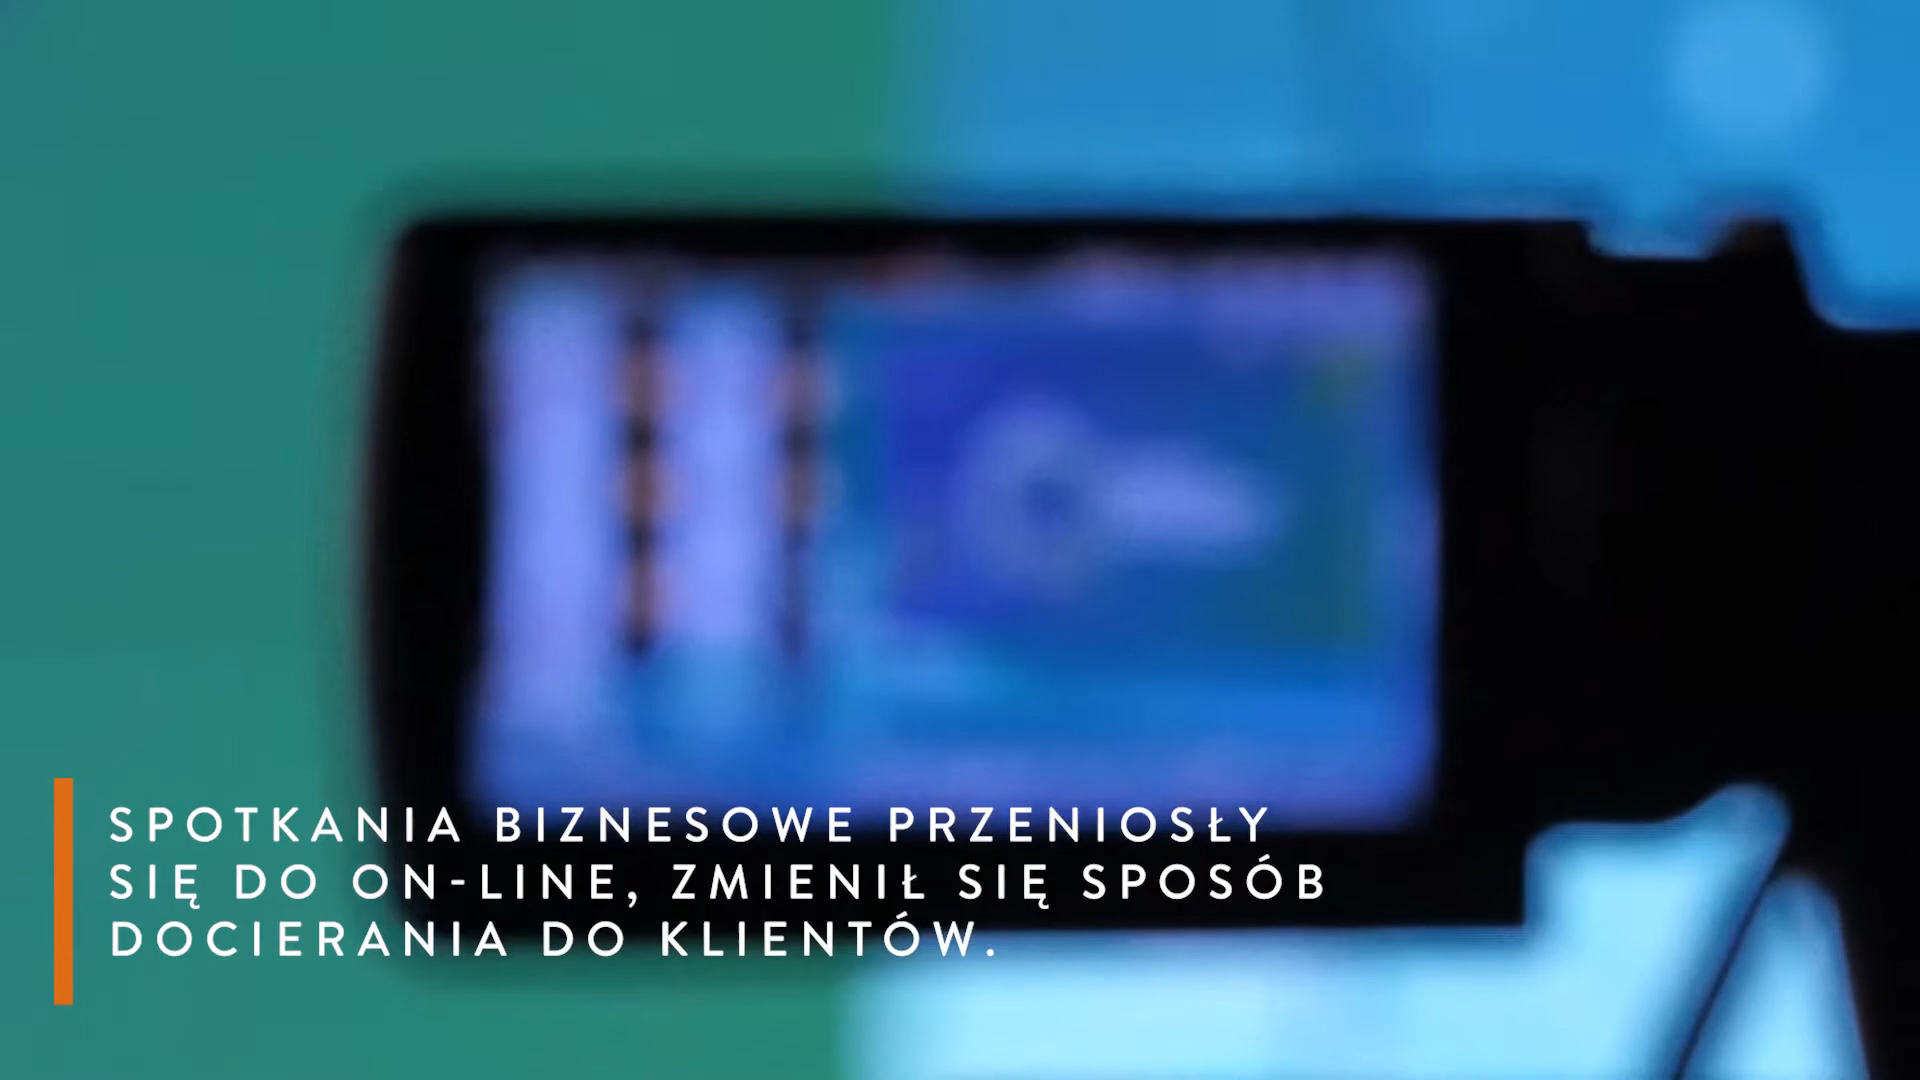 SPOTKANIA BIZNESOWE PRZENIOSŁY
SIĘ DO ON-LINE, ZMIENIŁ SIĘ SPOSÓB
DOCIERANIA DO KLIENTÓW.